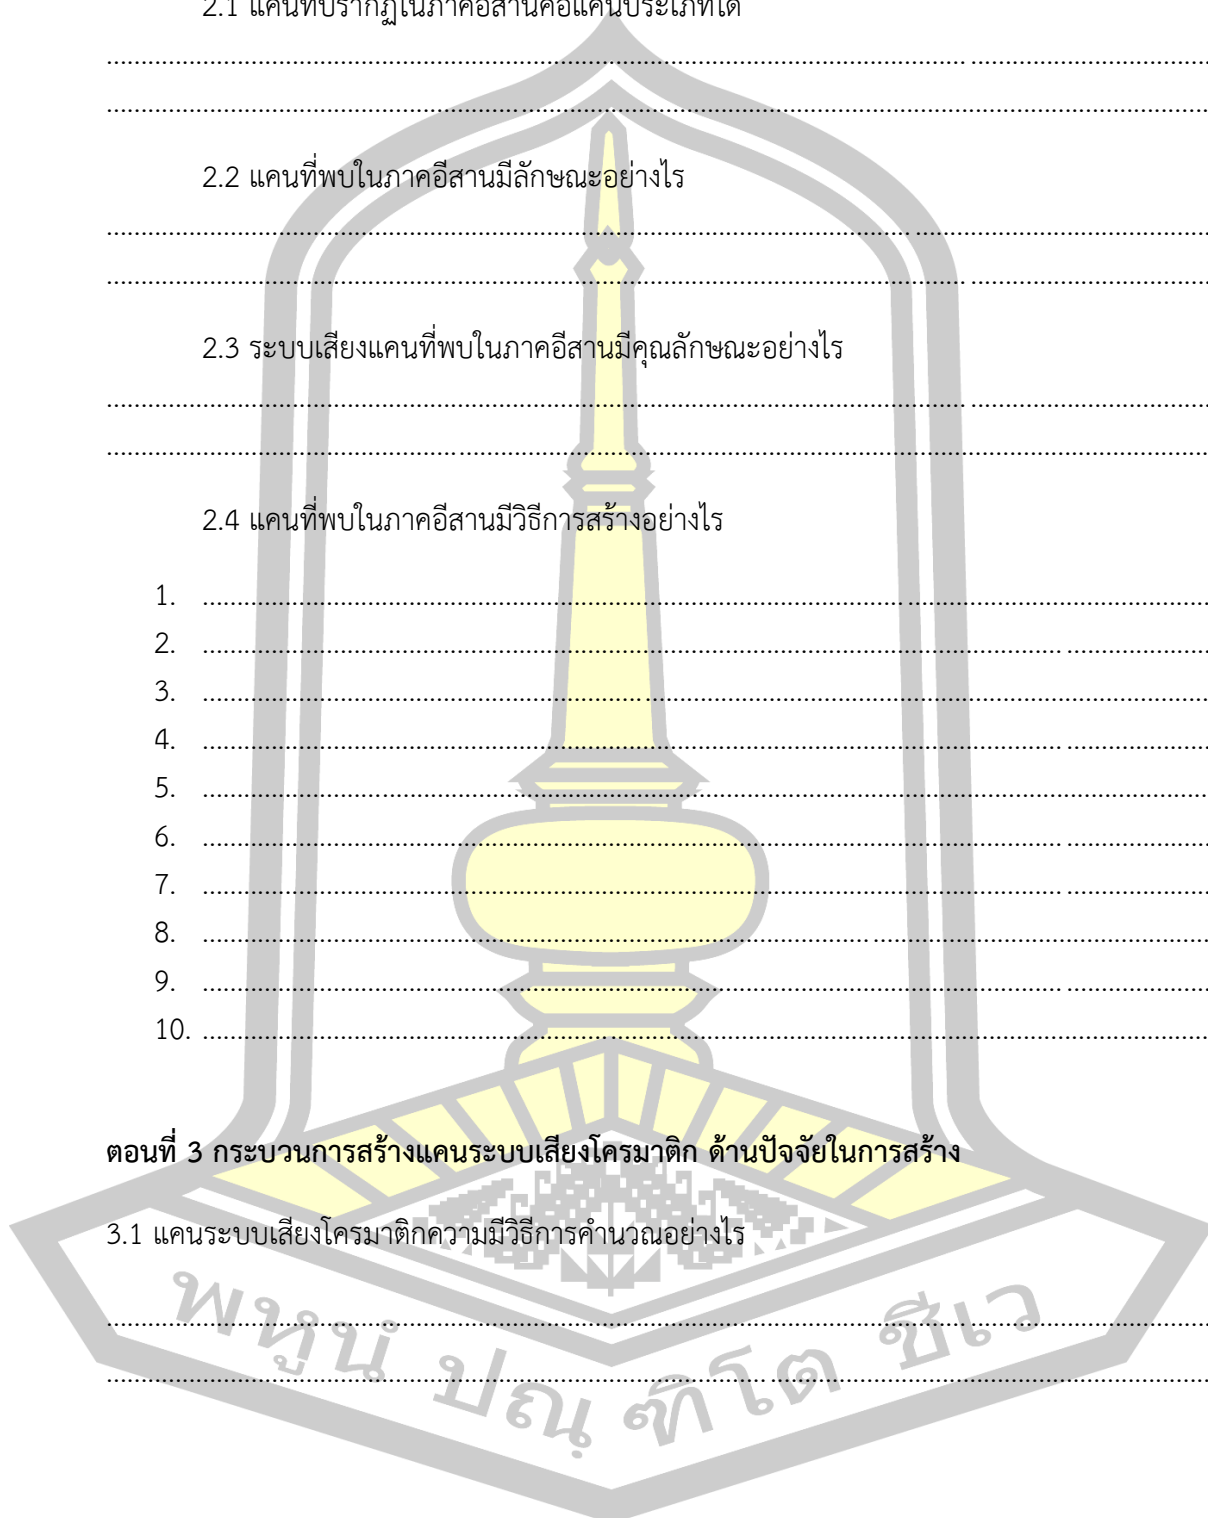 2.1 แคนที่ปรากฏในภาคอีสานคือแคนประเภทใด
2.2 แคนที่พบในภาคอีสานมีลักษณะอย่างไร
2.3 ระบบเสียงแคนที่พบในภาคอีสานมีคุณลักษณะอย่างไร
2.4 แคนที่พบในภาคอีสานมีวิธีการสร้างอย่างไร
1. ........................................................................
2. ........................................................................
3. ........................................................................
4. ........................................................................
5. ........................................................................
6. ........................................................................
7. ........................................................................
8. ........................................................................
9. ........................................................................
10. ........................................................................
ตอนที่ 3 กระบวนการสร้างแคนระบบเสียงโครมาติก ด้านปัจจัยในการสร้าง
3.1 แคนระบบเสียงโครมาติกความมีวิธีการคำนวณอย่างไร
พหูนํ ปณฺฑิโต ชีเว